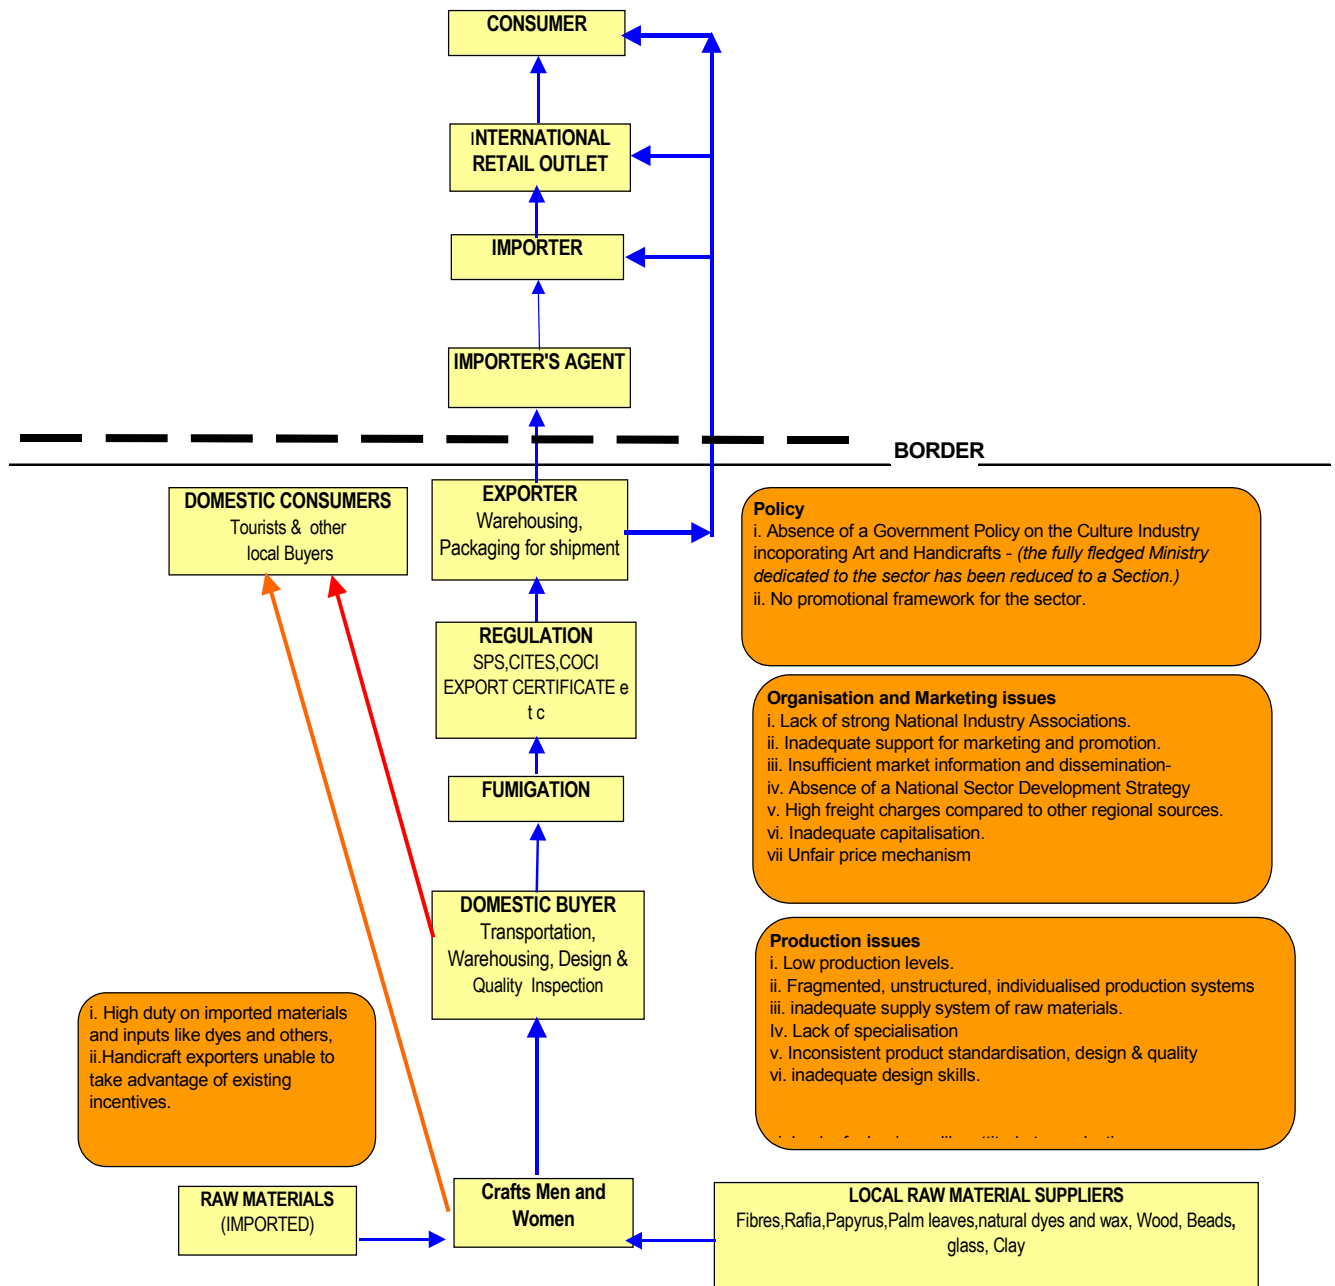 CONSUMER
INTERNATIONAL
RETAIL OUTLET
IMPORTER
IMPORTER'S AGENT
BORDER
DOMESTIC CONSUMERS
Tourists & other
local Buyers
EXPORTER
Warehousing,
Packaging for shipment
Policy
i. Absence of a Government Policy on the Culture Industry
incoporating Art and Handicrafts - (the fully fledged Ministry
dedicated to the sector has been reduced to a Section.)
ii. No promotional framework for the sector.
REGULATION
SPS,CITES,COCI
EXPORT CERTIFICATE e
t c
Organisation and Marketing issues
i. Lack of strong National Industry Associations.
ii. Inadequate support for marketing and promotion.
iii. Insufficient market information and dissemination-
iv. Absence of a National Sector Development Strategy
v. High freight charges compared to other regional sources.
vi. Inadequate capitalisation.
vii Unfair price mechanism
FUMIGATION
DOMESTIC BUYER
Transportation,
Warehousing, Design &
Quality Inspection
Production issues
i. Low production levels.
ii. Fragmented, unstructured, individualised production systems
iii. inadequate supply system of raw materials.
Iv. Lack of specialisation
v. Inconsistent product standardisation, design & quality
vi. inadequate design skills.
i. High duty on imported materials
and inputs like dyes and others,
ii.Handicraft exporters unable to
take advantage of existing
incentives.
RAW MATERIALS
(IMPORTED)
Crafts Men and
Women
LOCAL RAW MATERIAL SUPPLIERS
Fibres,Rafia,Papyrus,Palm leaves,natural dyes and wax, Wood, Beads,
glass, Clay